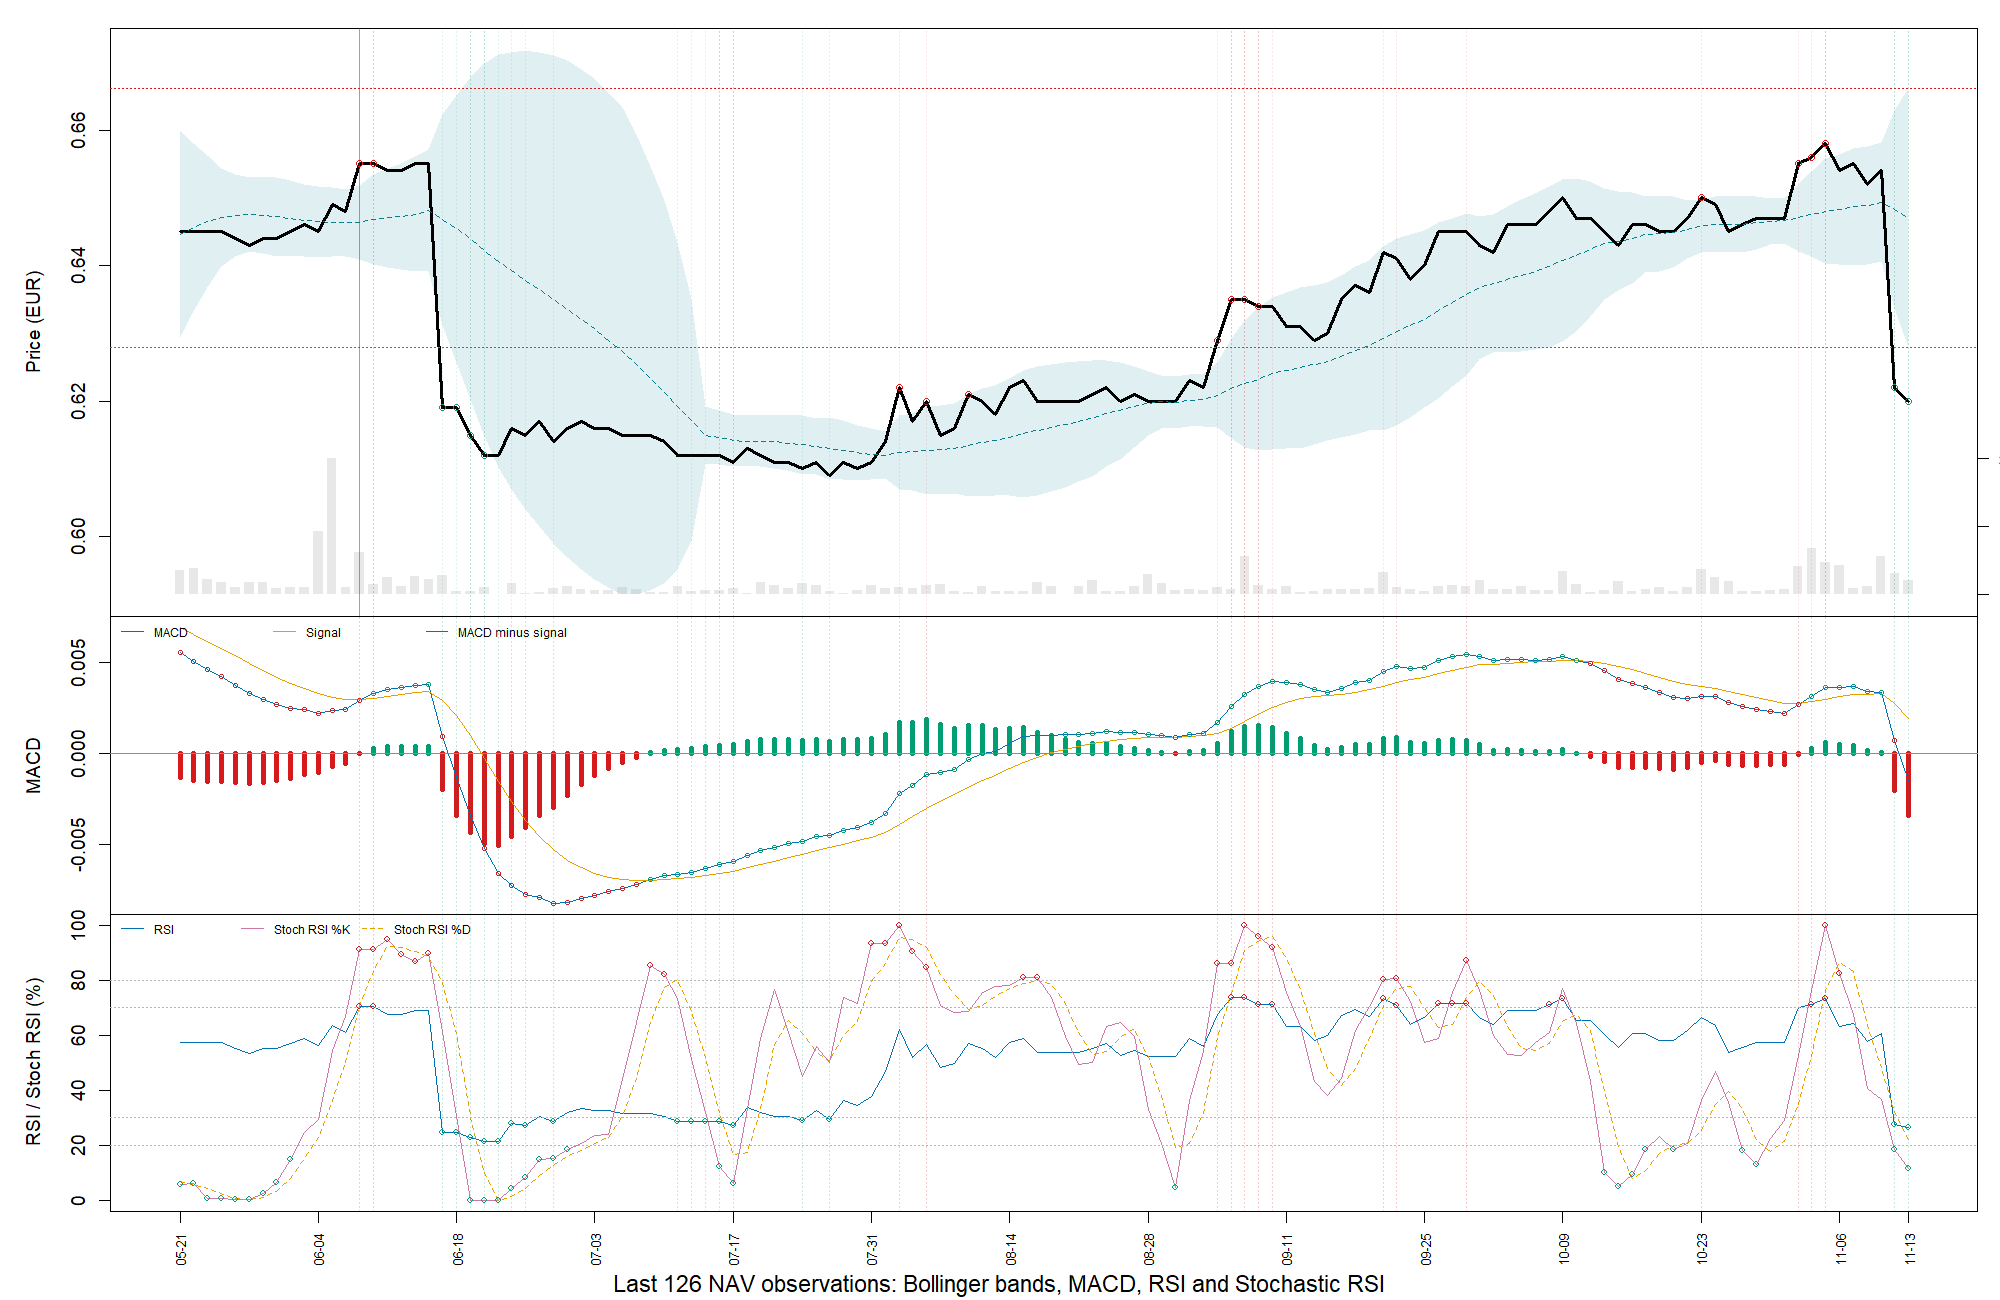 0.66
0.64
0.62
0.60
Price (EUR)
MACD
Signal
MACD minus signal
0.005
0.000
-0.005
MACD
RSI
Stoch RSI %K
Stoch RSI %D
100
80
60
40
20
0
RSI / Stoch RSI (%)
05-21
06-04
06-18
07-03
07-17
07-31
08-14
08-28
09-11
09-25
10-09
10-23
11-06
11-13
Last 126 NAV observations: Bollinger bands, MACD, RSI and Stochastic RSI